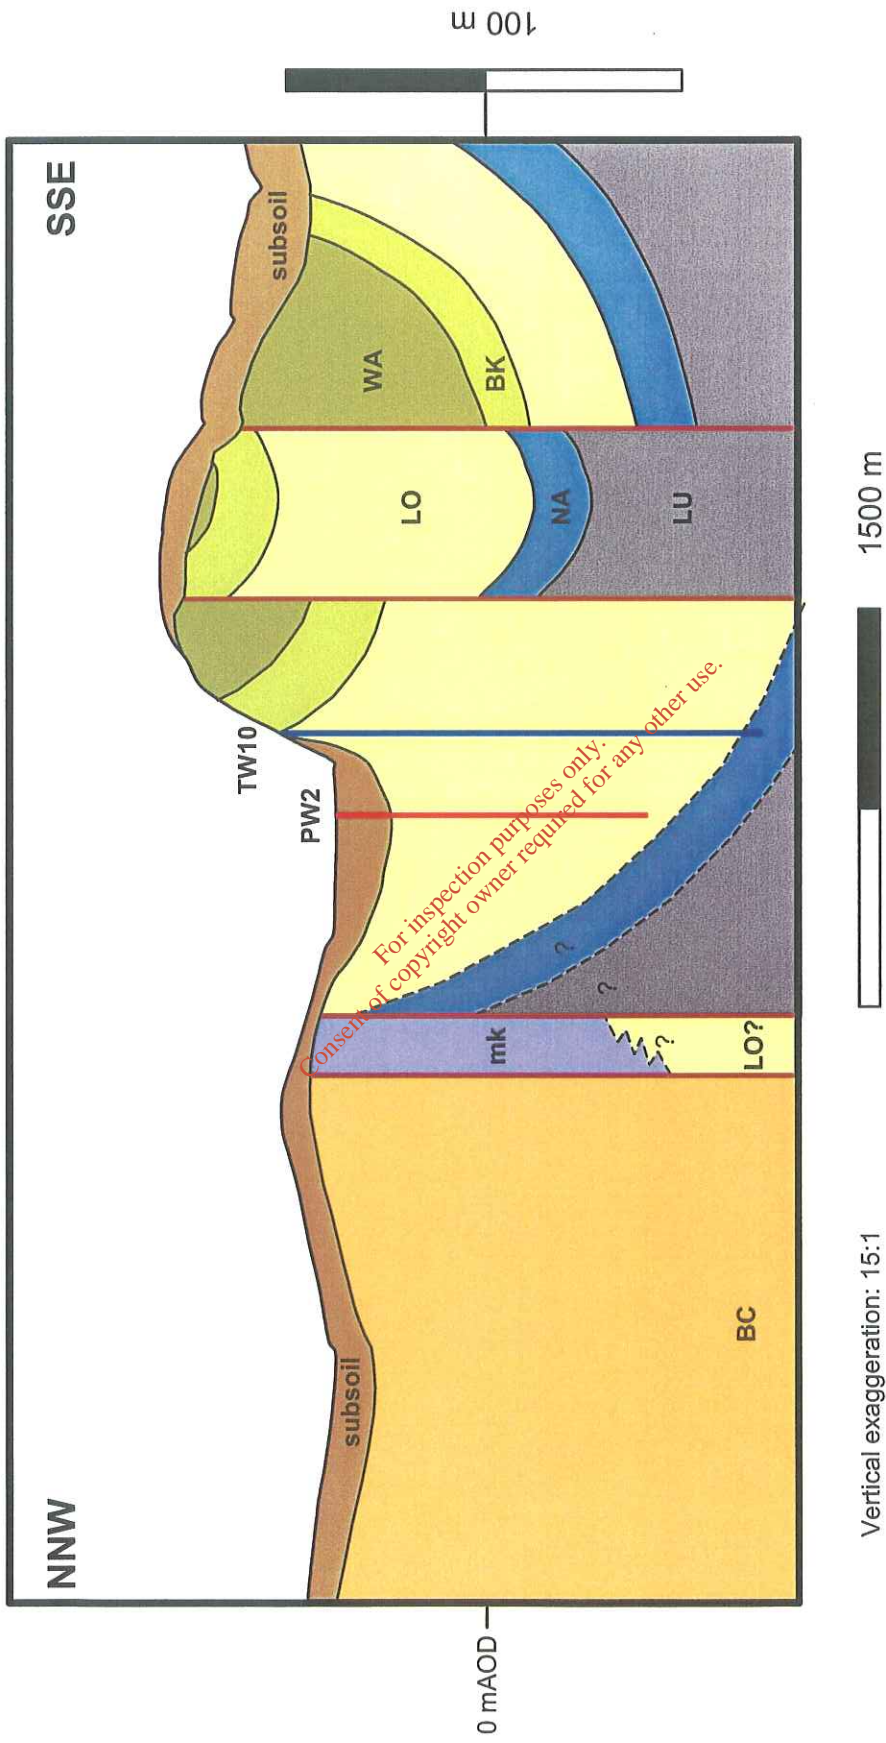 NNW
SSE
100 m
subsoil
WA
BK
LO
NA
LU
TW10
PW2
?
?
mk
?
LO?
BC
subsoil
0 mAOD
For inspection purposes only.
Consent of copyright owner required for any other use.
Vertical exaggeration: 15:1
1500 m